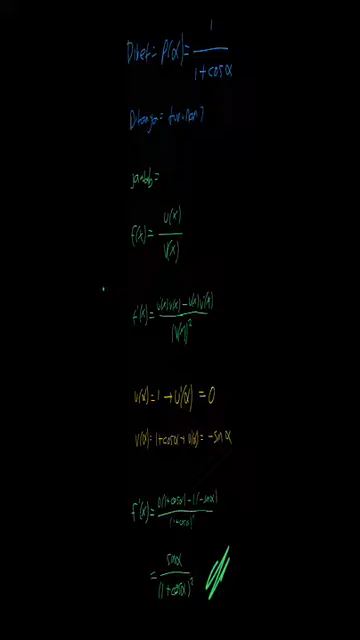 Diket = f(α) = 1 / (1 + cos α)
Ditanya = turunan?
jawab =
f(x) = u(x) / v(x)
f'(x) = (u'(x)v(x) - u(x)v'(x)) / (v(x))²
u(α) = 1 → u'(α) = 0
v(α) = 1 + cos α → v'(α) = -sin α
f'(x) = (0(1 + cos α) - 1(-sin α)) / (1 + cos α)²
= sin α / (1 + cos α)²